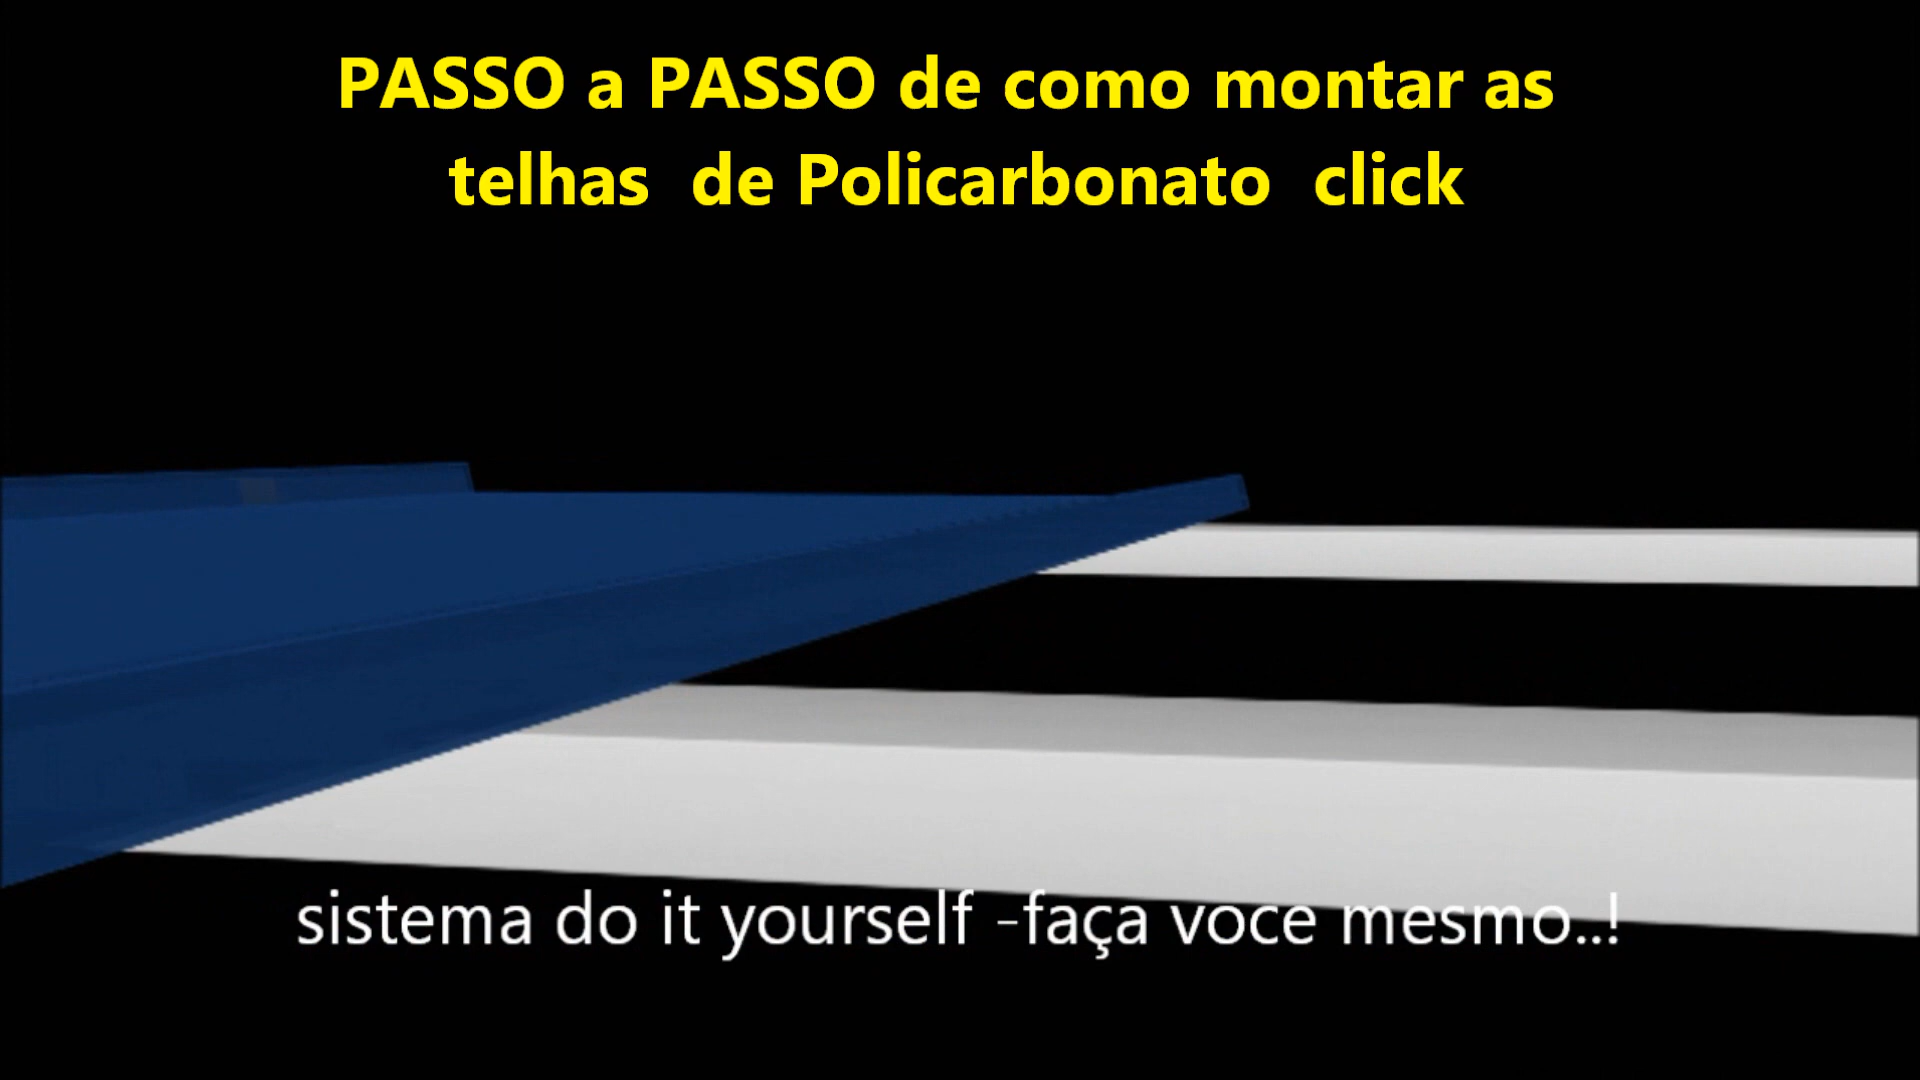 PASSO a PASSO de como montar as
telhas de Policarbonato click
sistema do it yourself -faça voce mesmo..!